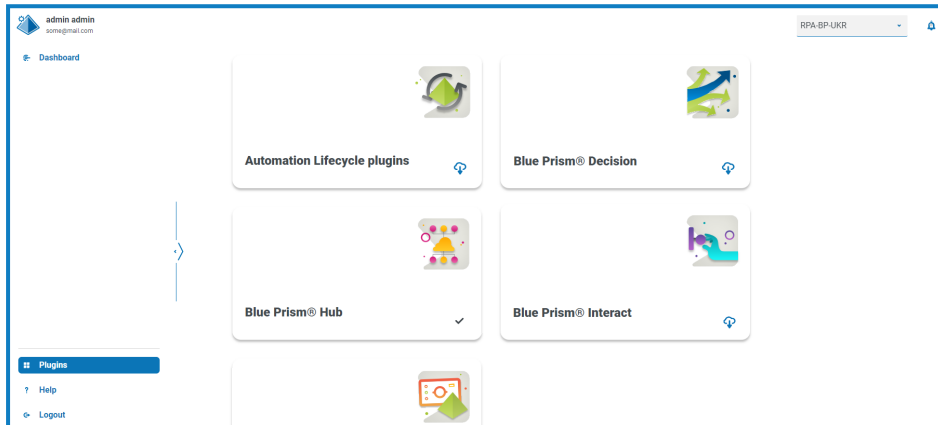 admin admin
some@mail.com
RPA-BP-UKR
Dashboard
Automation Lifecycle plugins
Blue Prism® Decision
Blue Prism® Hub
Blue Prism® Interact
Plugins
? Help
Logout